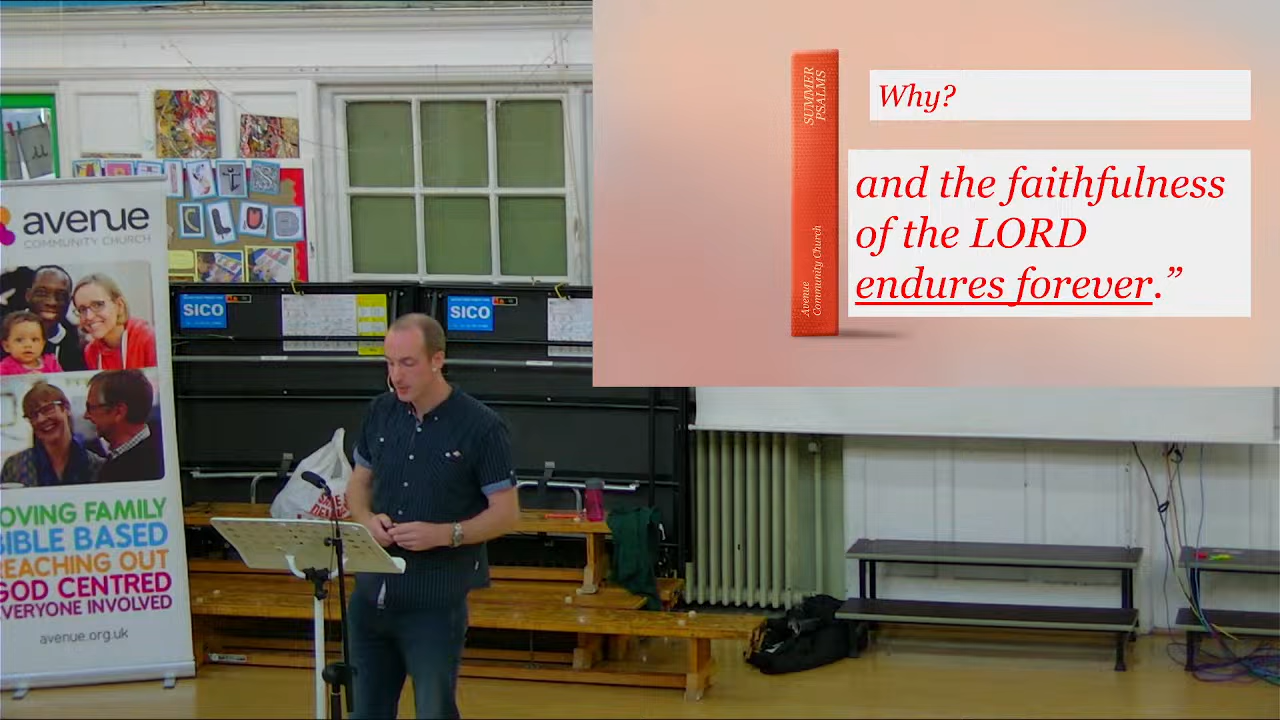 avenue
COMMUNITY CHURCH
OVING FAMILY
BIBLE BASED
REACHING OUT
GOD CENTRED
EVERYONE INVOLVED
avenue.org.uk
SICO
SICO
SUMMER
PSALMS
Avenue
Community Church
Why?
and the faithfulness
of the LORD
endures forever.”